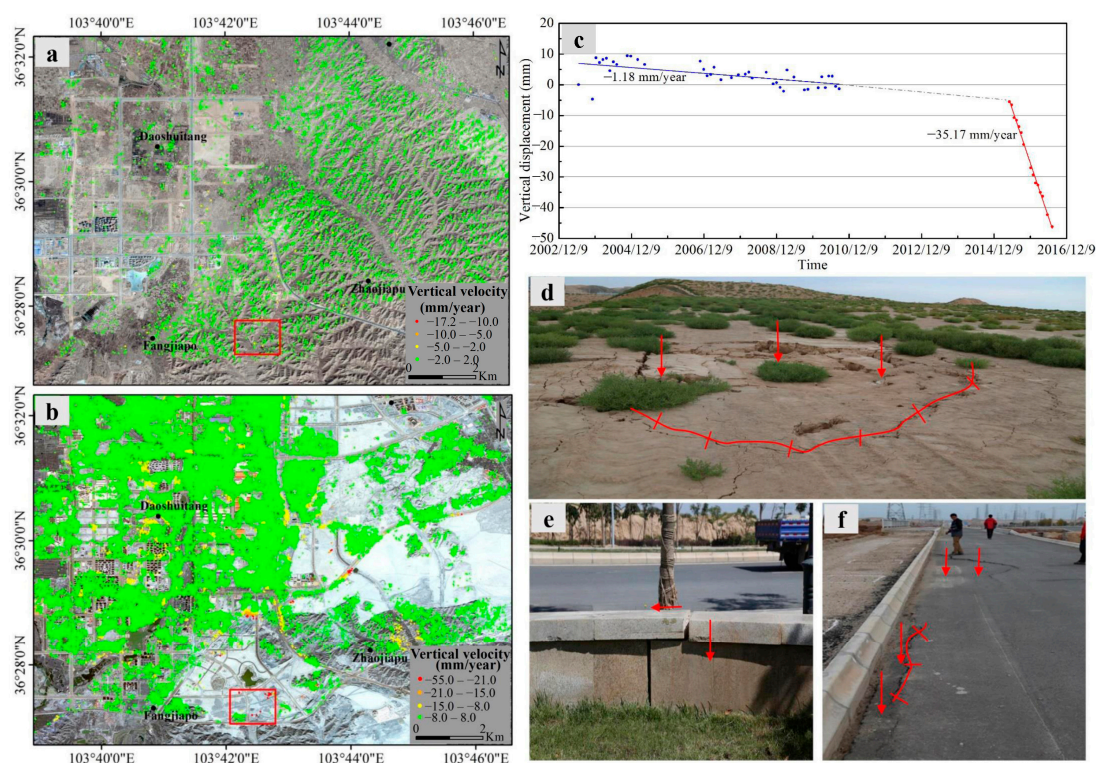 103°40'0"E 103°42'0"E 103°44'0"E 103°46'0"E
36°32'0"N
36°30'0"N
36°28'0"N
a
N
Daoshuitang
Zhaojiapu
Fangjiapo
Vertical velocity
(mm/year)
−17.2 – −10.0
−10.0 – −5.0
−5.0 – −2.0
−2.0 – 2.0
0 2
Km
36°32'0"N
36°30'0"N
36°28'0"N
b
N
Daoshuitang
Zhaojiapu
Fangjiapo
Vertical velocity
(mm/year)
−55.0 – −21.0
−21.0 – −15.0
−15.0 – −8.0
−8.0 – 8.0
0 2
Km
103°40'0"E 103°42'0"E 103°44'0"E 103°46'0"E
c
Vertical displacement (mm)
20
10
0
−10
−20
−30
−40
−50
−1.18 mm/year
−35.17 mm/year
2002/12/9 2004/12/9 2006/12/9 2008/12/9 2010/12/9 2012/12/9 2014/12/9 2016/12/9
Time
d
e
f